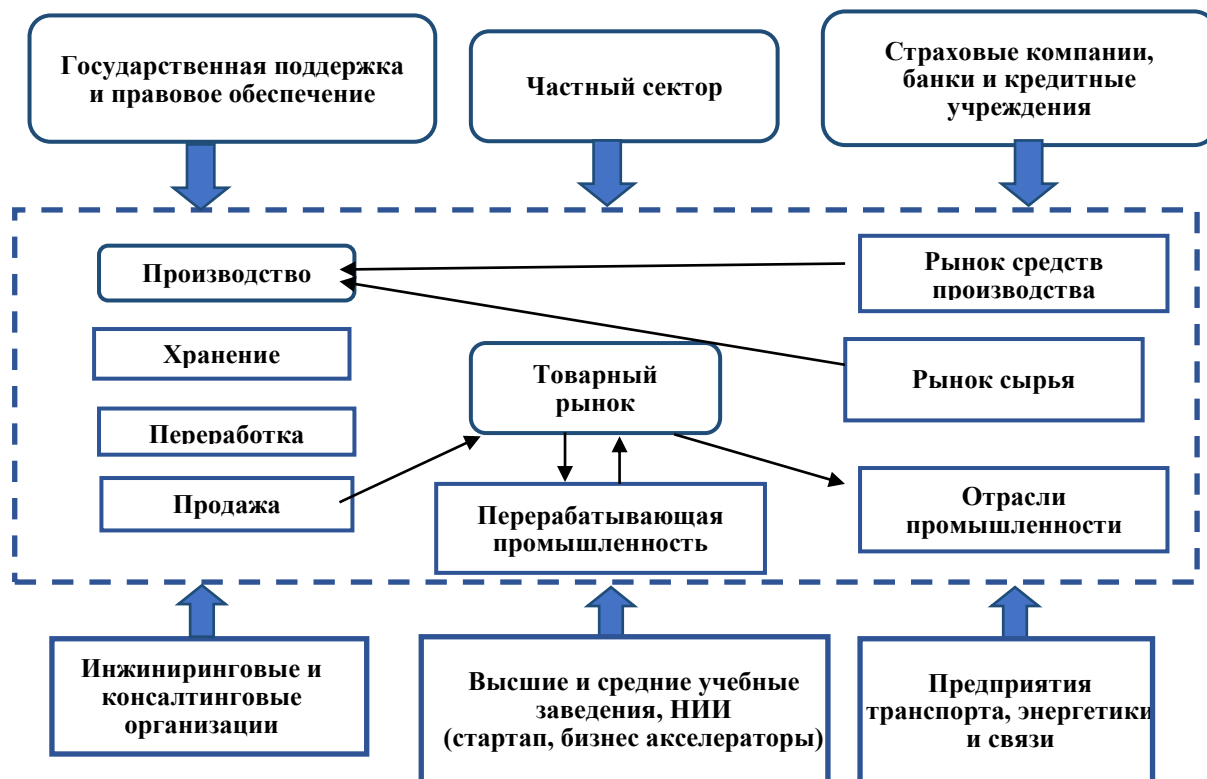 Государственная поддержка
и правовое обеспечение
Частный сектор
Страховые компании,
банки и кредитные
учреждения
Производство
Рынок средств
производства
Хранение
Товарный
рынок
Рынок сырья
Переработка
Продажа
Перерабатывающая
промышленность
Отрасли
промышленности
Инжиниринговые и
консалтинговые
организации
Высшие и средние учебные
заведения, НИИ
(стартап, бизнес акселераторы)
Предприятия
транспорта, энергетики
и связи